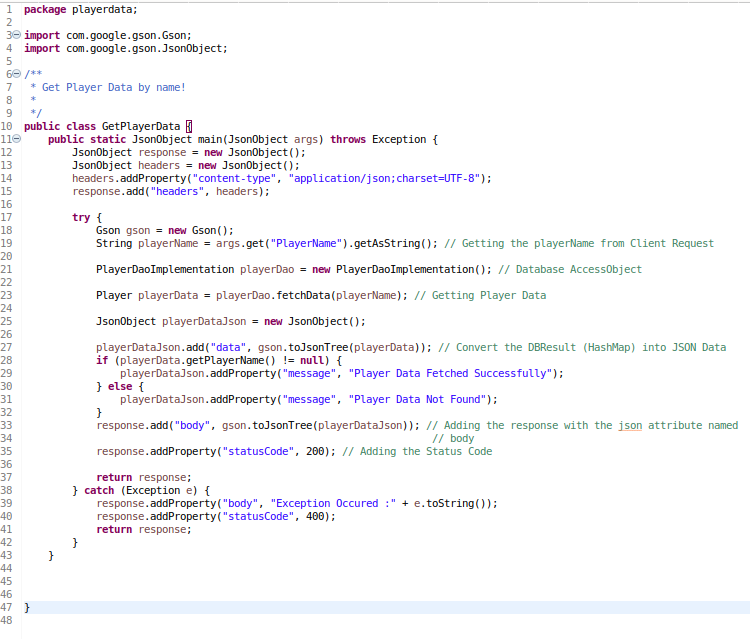 1 package playerdata;
2
3 import com.google.gson.Gson;
4 import com.google.gson.JsonObject;
5
6 /**
7  * Get Player Data by name!
8  *
9  */
10 public class GetPlayerData {
11     public static JsonObject main(JsonObject args) throws Exception {
12         JsonObject response = new JsonObject();
13         JsonObject headers = new JsonObject();
14         headers.addProperty("content-type", "application/json;charset=UTF-8");
15         response.add("headers", headers);
16
17         try {
18             Gson gson = new Gson();
19             String playerName = args.get("PlayerName").getAsString(); // Getting the playerName from Client Request
20
21             PlayerDaoImplementation playerDao = new PlayerDaoImplementation(); // Database AccessObject
22
23             Player playerData = playerDao.fetchData(playerName); // Getting Player Data
24
25             JsonObject playerDataJson = new JsonObject();
26
27             playerDataJson.add("data", gson.toJsonTree(playerData)); // Convert the DBResult (HashMap) into JSON Data
28             if (playerData.getPlayerName() != null) {
29                 playerDataJson.addProperty("message", "Player Data Fetched Successfully");
30             } else {
31                 playerDataJson.addProperty("message", "Player Data Not Found");
32             }
33             response.add("body", gson.toJsonTree(playerDataJson)); // Adding the response with the json attribute named
34                                                                     // body
35             response.addProperty("statusCode", 200); // Adding the Status Code
36
37             return response;
38         } catch (Exception e) {
39             response.addProperty("body", "Exception Occured :" + e.toString());
40             response.addProperty("statusCode", 400);
41             return response;
42         }
43     }
44
45
46
47 }
48